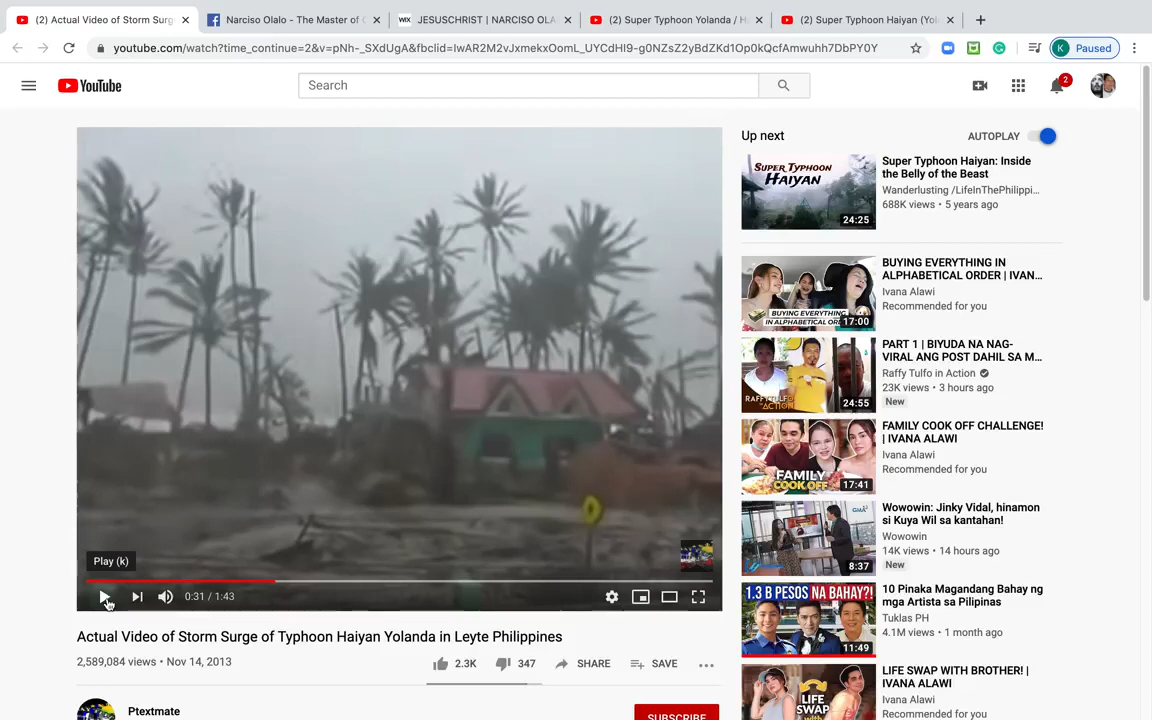 (2) Actual Video of Storm Surg
Narciso Olalo - The Master of
JESUSCHRIST | NARCISO OLA
(2) Super Typhoon Yolanda / H
(2) Super Typhoon Haiyan (Yol
youtube.com/watch?time_continue=2&v=pNh-_SXdUgA&fbclid=IwAR2M2vJxmekxOomL_UYCdHI9-g0NZsZ2yBdZKd1Op0kQcfAmwuhh7DbPY0Y
K Paused
YouTube
Search
2
Up next
AUTOPLAY
SUPER TYPHOON
HAIYAN
24:25
Super Typhoon Haiyan: Inside
the Belly of the Beast
Wanderlusting /LifeInThePhilippi...
688K views • 5 years ago
BUYING EVERYTHING
IN ALPHABETICAL ORDER
17:00
BUYING EVERYTHING IN
ALPHABETICAL ORDER | IVAN...
Ivana Alawi
Recommended for you
RAFFY TULFO
IN ACTION
24:55
PART 1 | BIYUDA NA NAG-
VIRAL ANG POST DAHIL SA M...
Raffy Tulfo in Action
23K views • 3 hours ago
New
FAMILY
COOK OFF
17:41
FAMILY COOK OFF CHALLENGE!
| IVANA ALAWI
Ivana Alawi
Recommended for you
GMA
8:37
Wowowin: Jinky Vidal, hinamon
si Kuya Wil sa kantahan!
Wowowin
14K views • 14 hours ago
New
1.3 B PESOS NA BAHAY?!
11:49
10 Pinaka Magandang Bahay ng
mga Artista sa Pilipinas
Tuklas PH
4.1M views • 1 month ago
LIFE
SWAP
with
LIFE SWAP WITH BROTHER! |
IVANA ALAWI
Ivana Alawi
Recommended for you
Play (k)
0:31 / 1:43
Actual Video of Storm Surge of Typhoon Haiyan Yolanda in Leyte Philippines
2,589,084 views • Nov 14, 2013
2.3K
347
SHARE
SAVE
Ptextmate
SUBSCRIBE